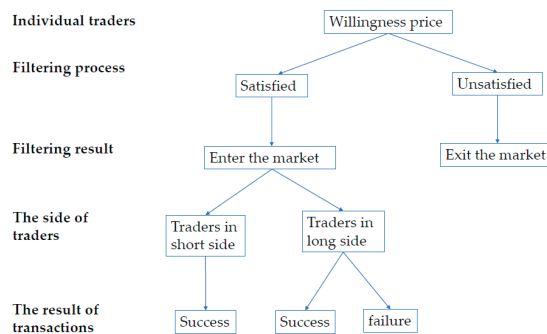 Individual traders
Willingness price
Filtering process
Satisfied
Unsatisfied
Filtering result
Enter the market
Exit the market
The side of
traders
Traders in
short side
Traders in
long side
The result of
transactions
Success
Success
failure